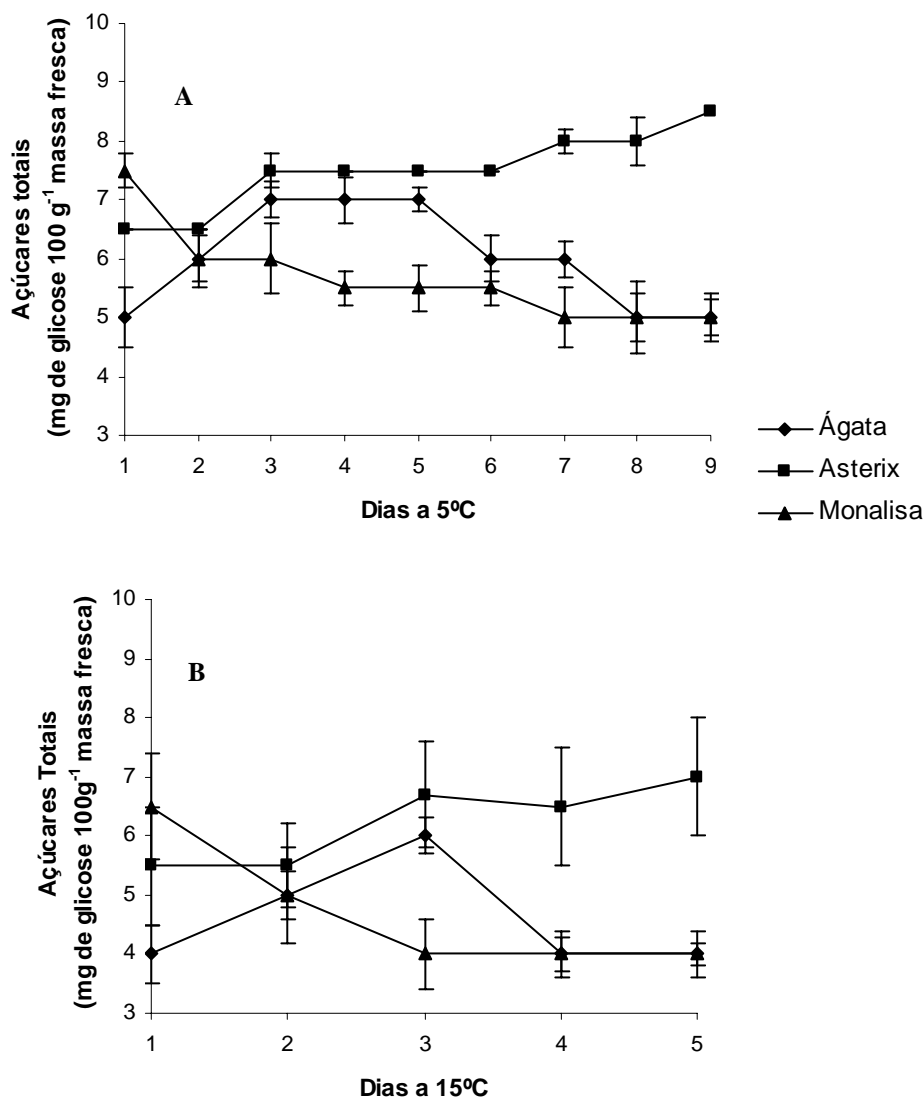 Açúcares totais
(mg de glicose 100 g⁻¹ massa fresca)
10
9
8
7
6
5
4
3
A
1 2 3 4 5 6 7 8 9
Dias a 5ºC
Ágata
Asterix
Monalisa
Açúcares Totais
(mg de glicose 100g⁻¹ massa fresca)
10
9
8
7
6
5
4
3
B
1 2 3 4 5
Dias a 15ºC